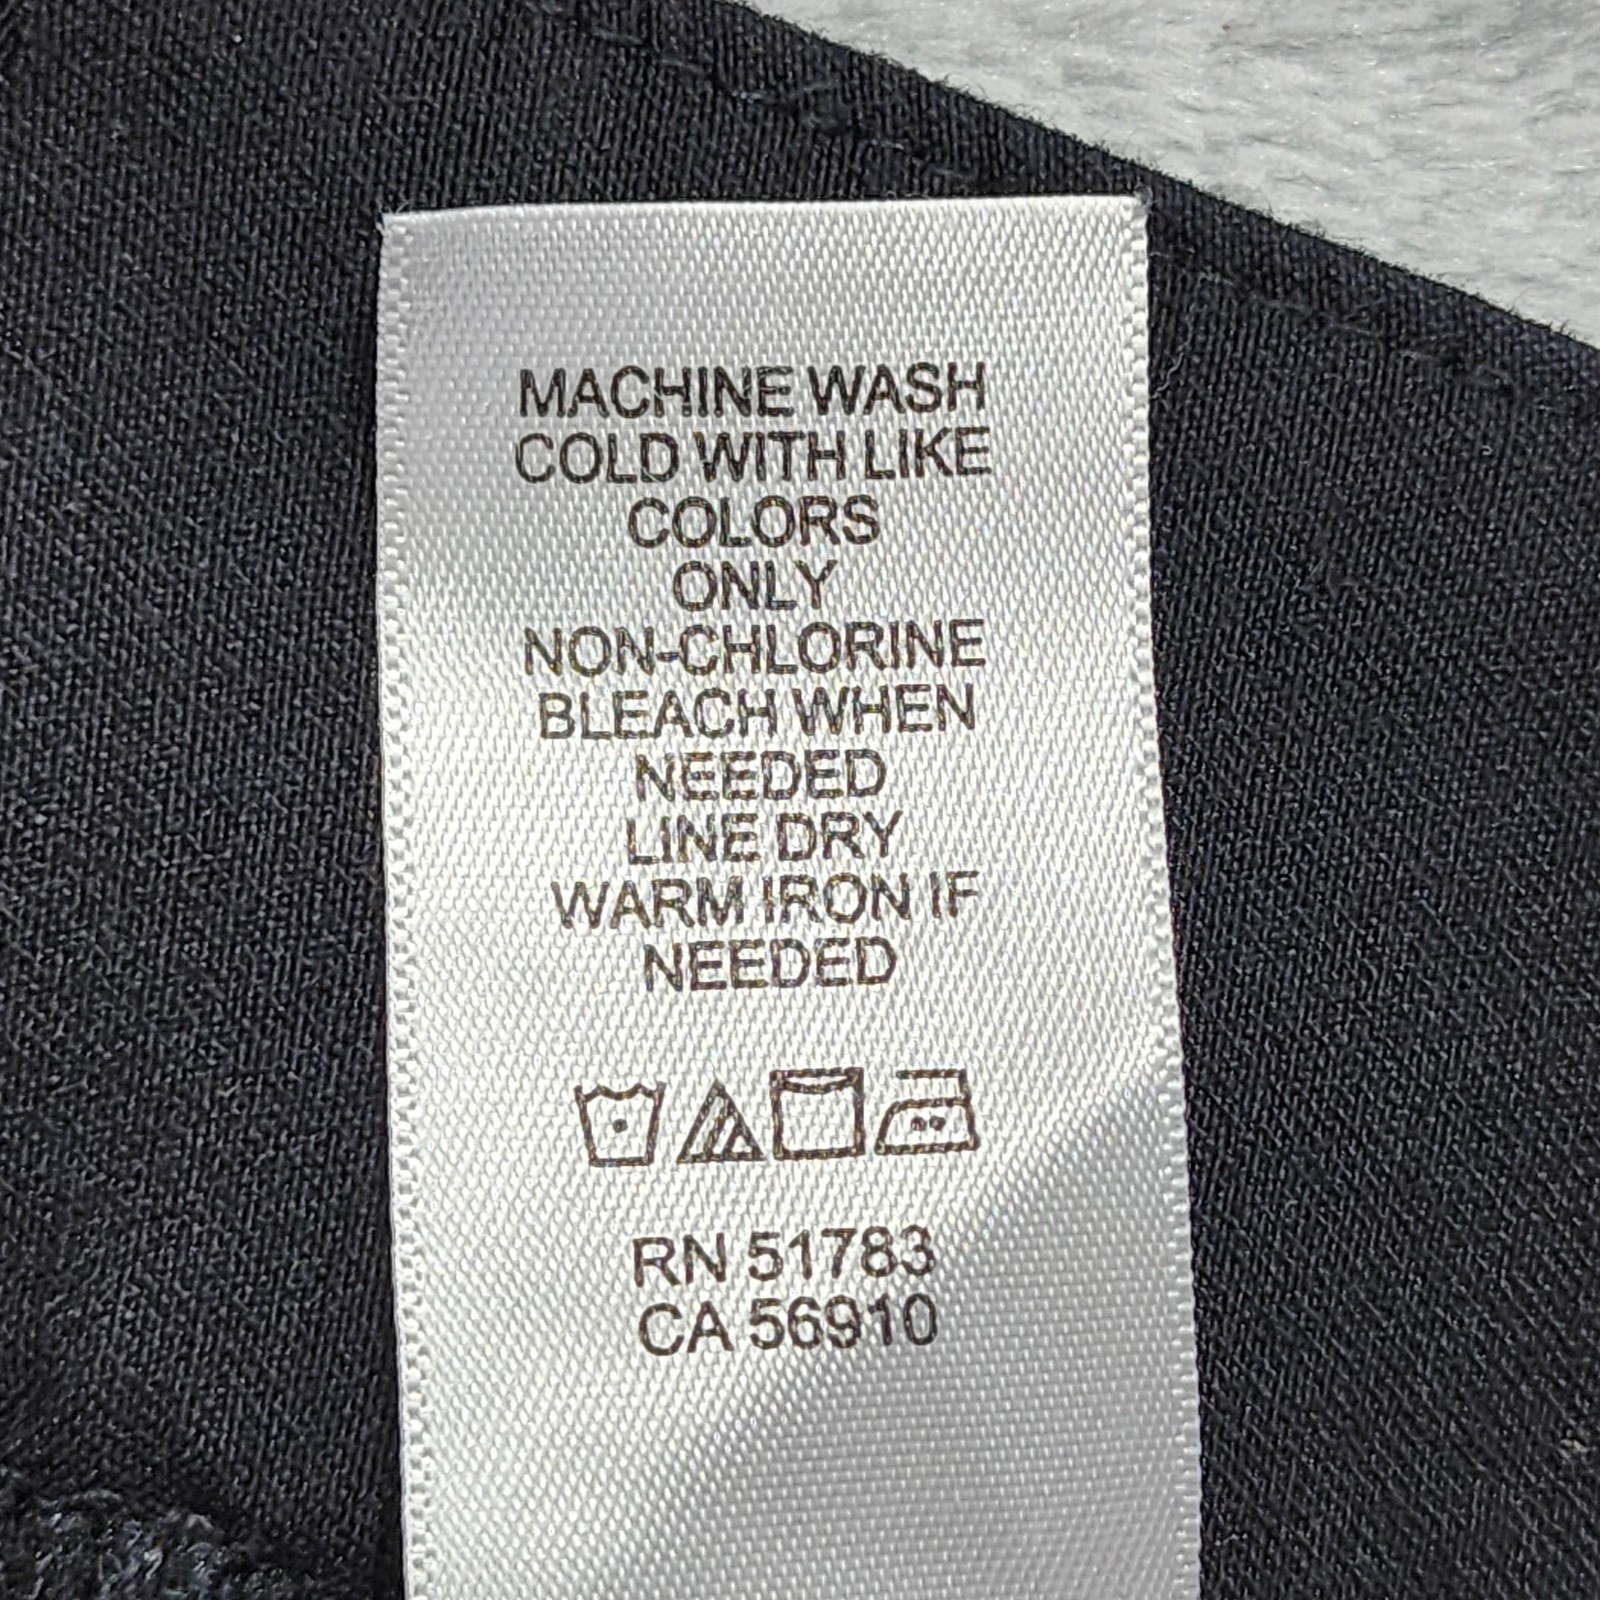 MACHINE WASH
COLD WITH LIKE
COLORS
ONLY
NON-CHLORINE
BLEACH WHEN
NEEDED
LINE DRY
WARM IRON IF
NEEDED
RN 51783
CA 56910